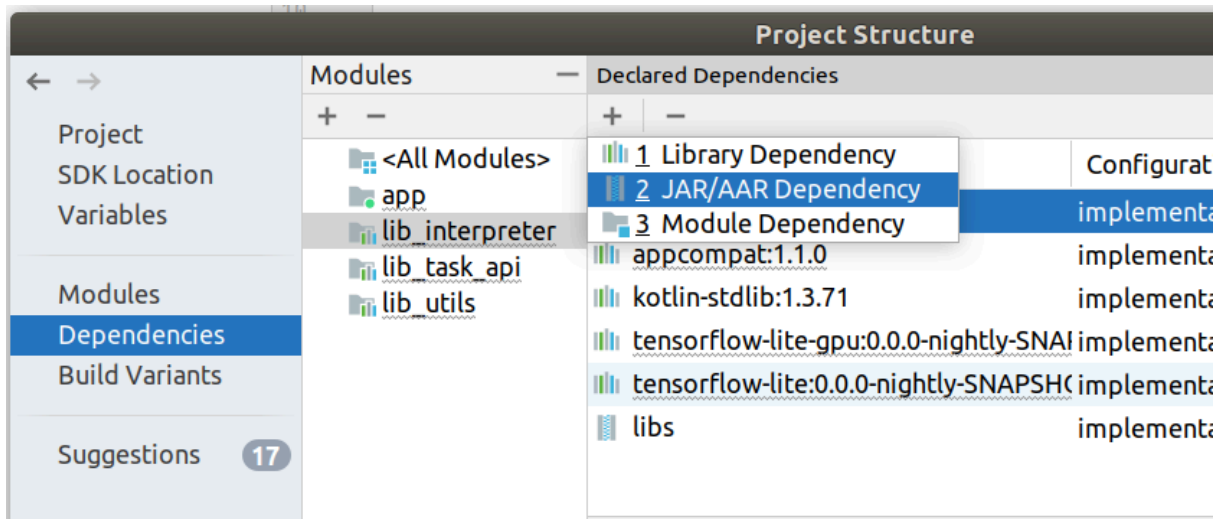 Project Structure
Modules
Declared Dependencies
Project
SDK Location
Variables
Modules
Dependencies
Build Variants
Suggestions 17
<All Modules>
app
lib_interpreter
lib_task_api
lib_utils
1 Library Dependency
2 JAR/AAR Dependency
3 Module Dependency
Configurat
implementa
appcompat:1.1.0 implementa
kotlin-stdlib:1.3.71 implementa
tensorflow-lite-gpu:0.0.0-nightly-SNAP implementa
tensorflow-lite:0.0.0-nightly-SNAPSHO implementa
libs implementa